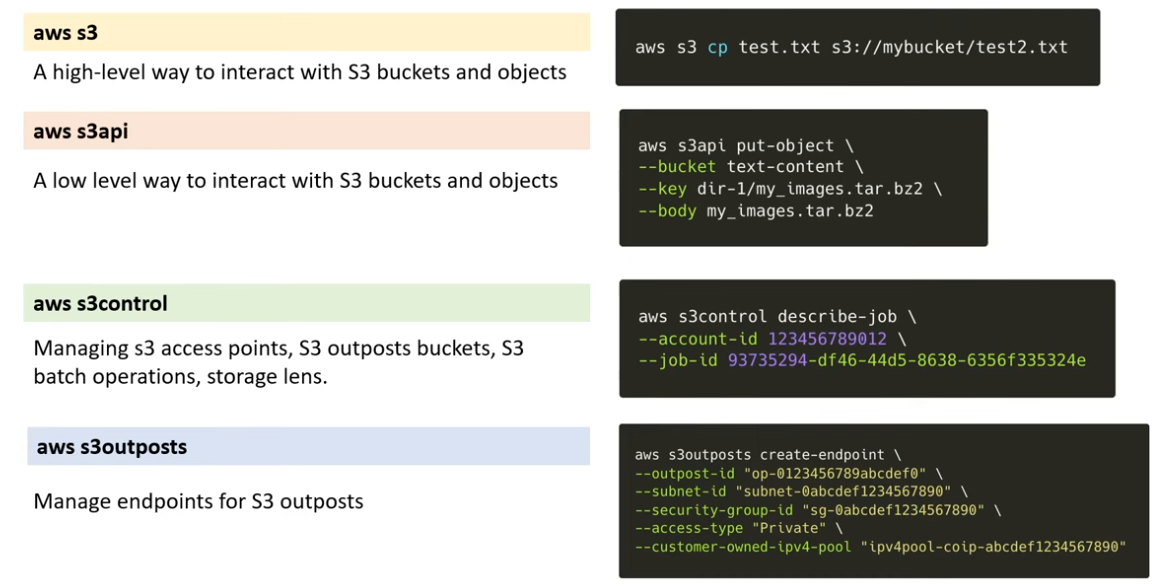 aws s3
A high-level way to interact with S3 buckets and objects
aws s3 cp test.txt s3://mybucket/test2.txt
aws s3api
A low level way to interact with S3 buckets and objects
aws s3api put-object \
--bucket text-content \
--key dir-1/my_images.tar.bz2 \
--body my_images.tar.bz2
aws s3control
Managing s3 access points, S3 outposts buckets, S3
batch operations, storage lens.
aws s3control describe-job \
--account-id 123456789012 \
--job-id 93735294-df46-44d5-8638-6356f335324e
aws s3outposts
Manage endpoints for S3 outposts
aws s3outposts create-endpoint \
--outpost-id "op-0123456789abcdef0" \
--subnet-id "subnet-0abcdef1234567890" \
--security-group-id "sg-0abcdef1234567890" \
--access-type "Private" \
--customer-owned-ipv4-pool "ipv4pool-coip-abcdef1234567890"